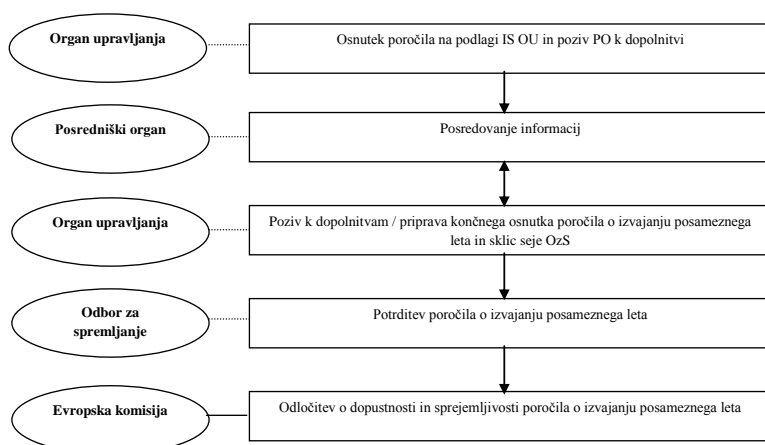 Organ upravljanja
Osnutek poročila na podlagi IS OU in poziv PO k dopolnitvi
Posredniški organ
Posredovanje informacij
Organ upravljanja
Poziv k dopolnitvam / priprava končnega osnutka poročila o izvajanju posameznega
leta in sklic seje OzS
Odbor za
spremljanje
Potrditev poročila o izvajanju posameznega leta
Evropska komisija
Odločitev o dopustnosti in sprejemljivosti poročila o izvajanju posameznega leta